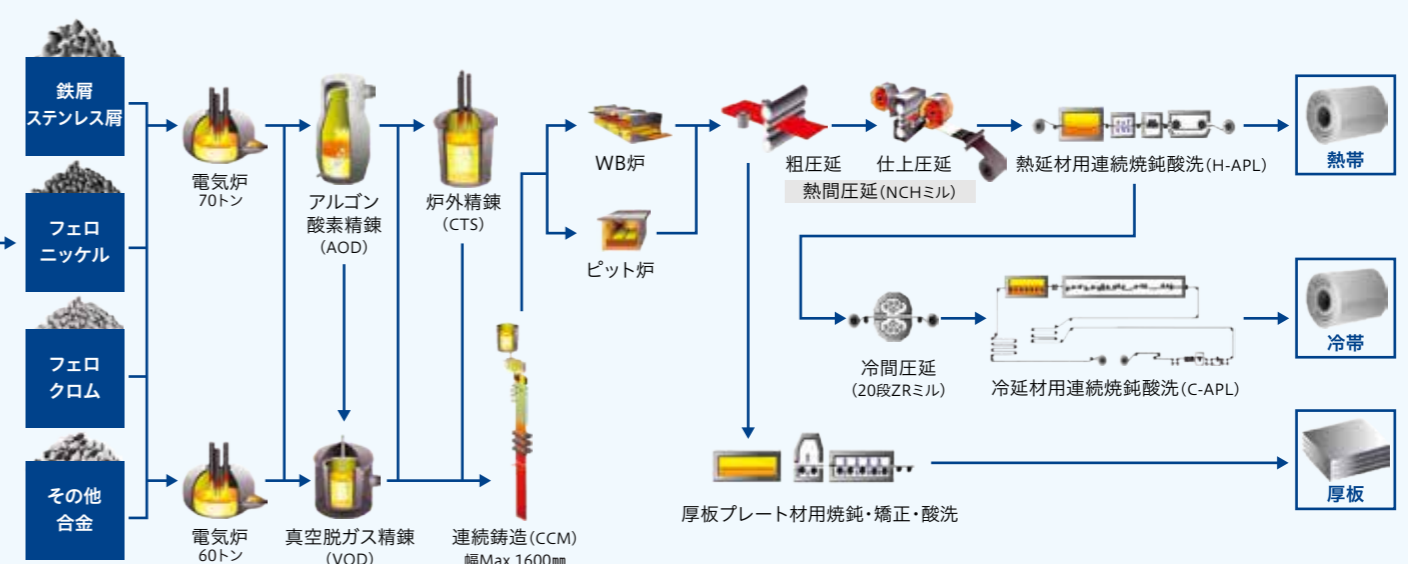 鉄屑
ステンレス屑
フェロ
ニッケル
フェロ
クロム
その他
合金
電気炉
70トン
電気炉
60トン
アルゴン
酸素精錬
(AOD)
真空脱ガス精錬
(VOD)
炉外精錬
(CTS)
連続鋳造(CCM)
幅Max 1600㎜
WB炉
ピット炉
粗圧延
仕上圧延
熱間圧延(NCHミル)
熱延材用連続焼鈍酸洗(H-APL)
熱帯
冷間圧延
(20段ZRミル)
冷延材用連続焼鈍酸洗(C-APL)
冷帯
厚板プレート材用焼鈍・矯正・酸洗
厚板